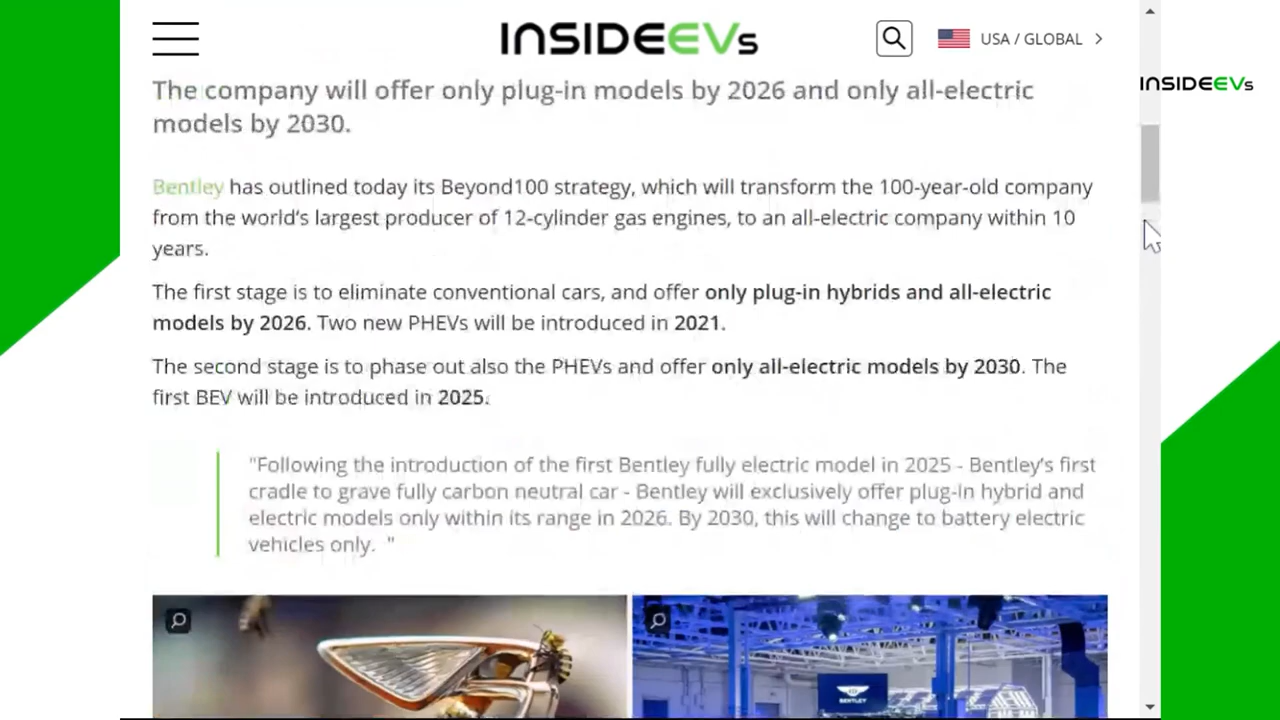 INSIDEEVs
USA / GLOBAL
INSIDEEVs
The company will offer only plug-in models by 2026 and only all-electric
models by 2030.
Bentley has outlined today its Beyond100 strategy, which will transform the 100-year-old company
from the world's largest producer of 12-cylinder gas engines, to an all-electric company within 10
years.
The first stage is to eliminate conventional cars, and offer only plug-in hybrids and all-electric
models by 2026. Two new PHEVs will be introduced in 2021.
The second stage is to phase out also the PHEVs and offer only all-electric models by 2030. The
first BEV will be introduced in 2025.
"Following the introduction of the first Bentley fully electric model in 2025 - Bentley's first
cradle to grave fully carbon neutral car - Bentley will exclusively offer plug-in hybrid and
electric models only within its range in 2026. By 2030, this will change to battery electric
vehicles only. "
BENTLEY